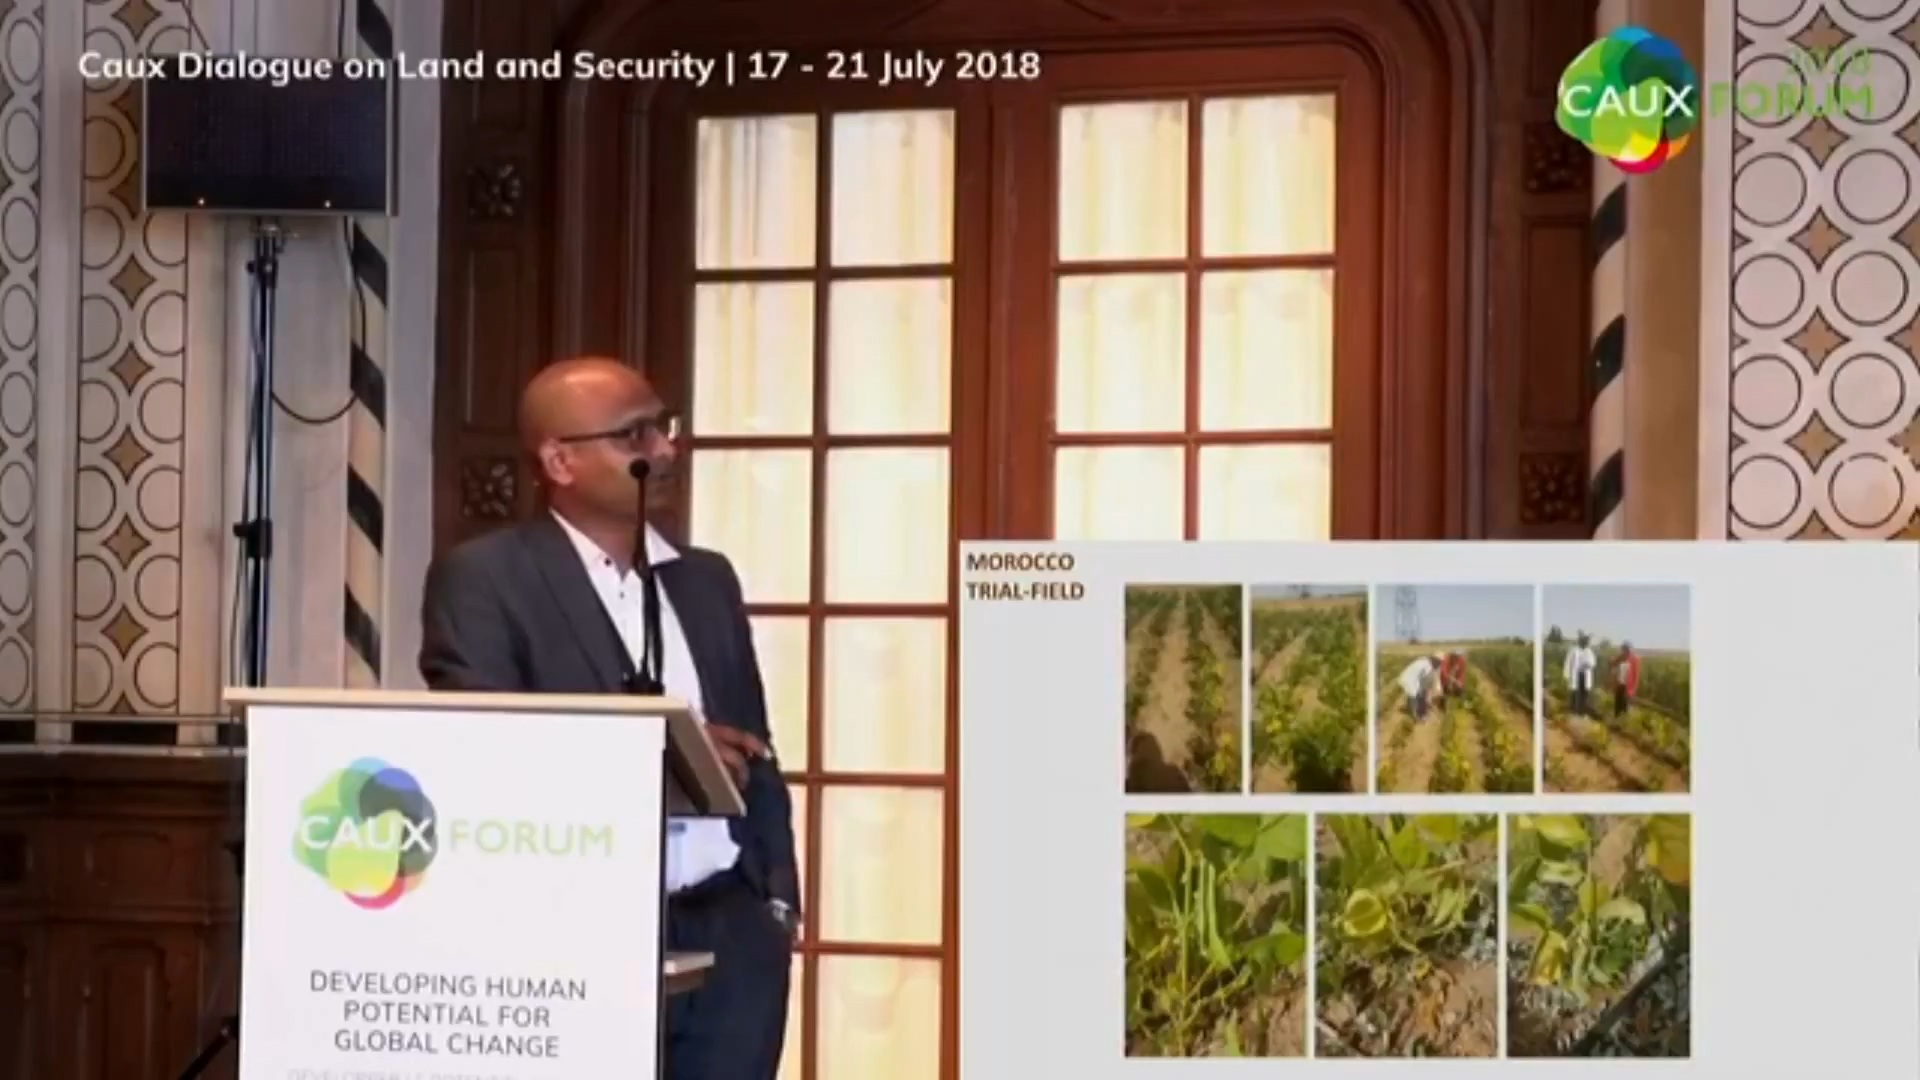 Caux Dialogue on Land and Security | 17 - 21 July 2018
2018
CAUX FORUM
MOROCCO
TRIAL-FIELD
CAUX FORUM
DEVELOPING HUMAN
POTENTIAL FOR
GLOBAL CHANGE